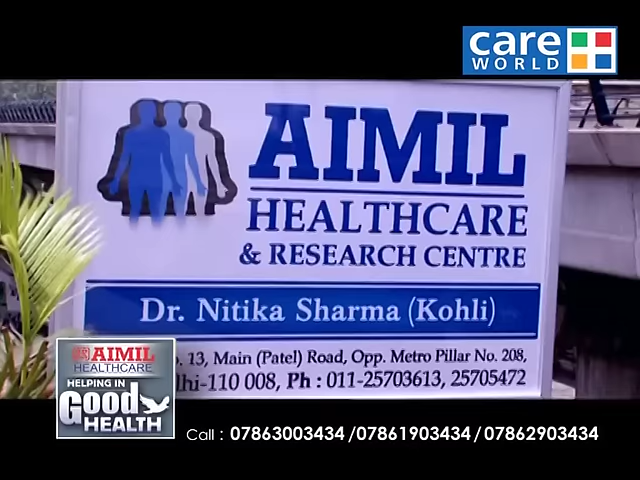 care
WORLD
AIMIL
HEALTHCARE
& RESEARCH CENTRE
Dr. Nitika Sharma (Kohli)
13, Main (Patel) Road, Opp. Metro Pillar No. 208,
lhi-110 008, Ph : 011-25703613, 25705472
AIMIL
HEALTHCARE
HELPING IN
Good
HEALTH
Call : 07863003434 /07861903434 / 07862903434